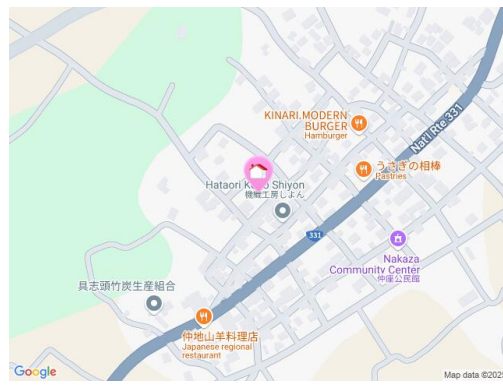 KINARI.MODERN
BURGER
Hamburger
Nat'l Rte 331
うさぎの相棒
Pastries
Hataori Kobo Shiyon
機織工房しよん
331
Nakaza
Community Center
仲座公民館
具志頭竹炭生産組合
仲地山羊料理店
Japanese regional
restaurant
Google
Map data ©202